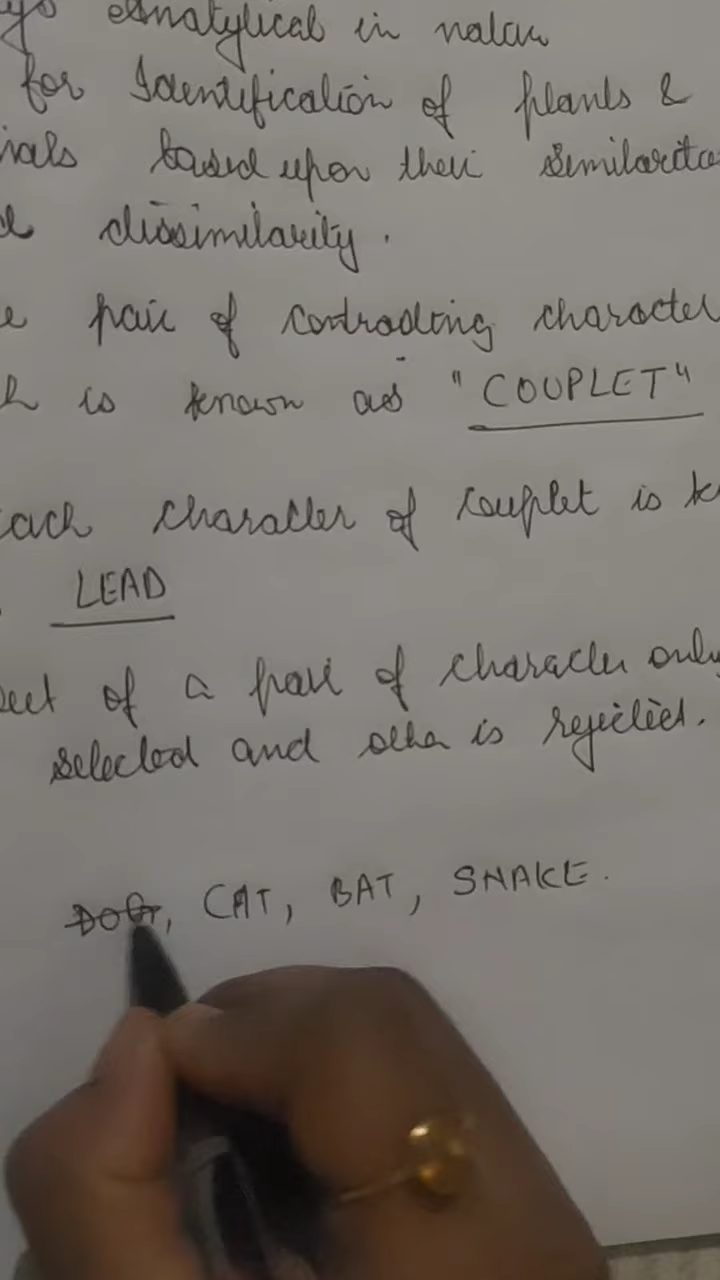 Analytical in nature
for Identification of plants &
based upon their similarities
dissimilarity.
pair of contradting character
is known as "COUPLET"
each character of couplet is
LEAD
of a pair of character only
selected and other is rejected.
DOG, CAT, BAT, SNAKE.